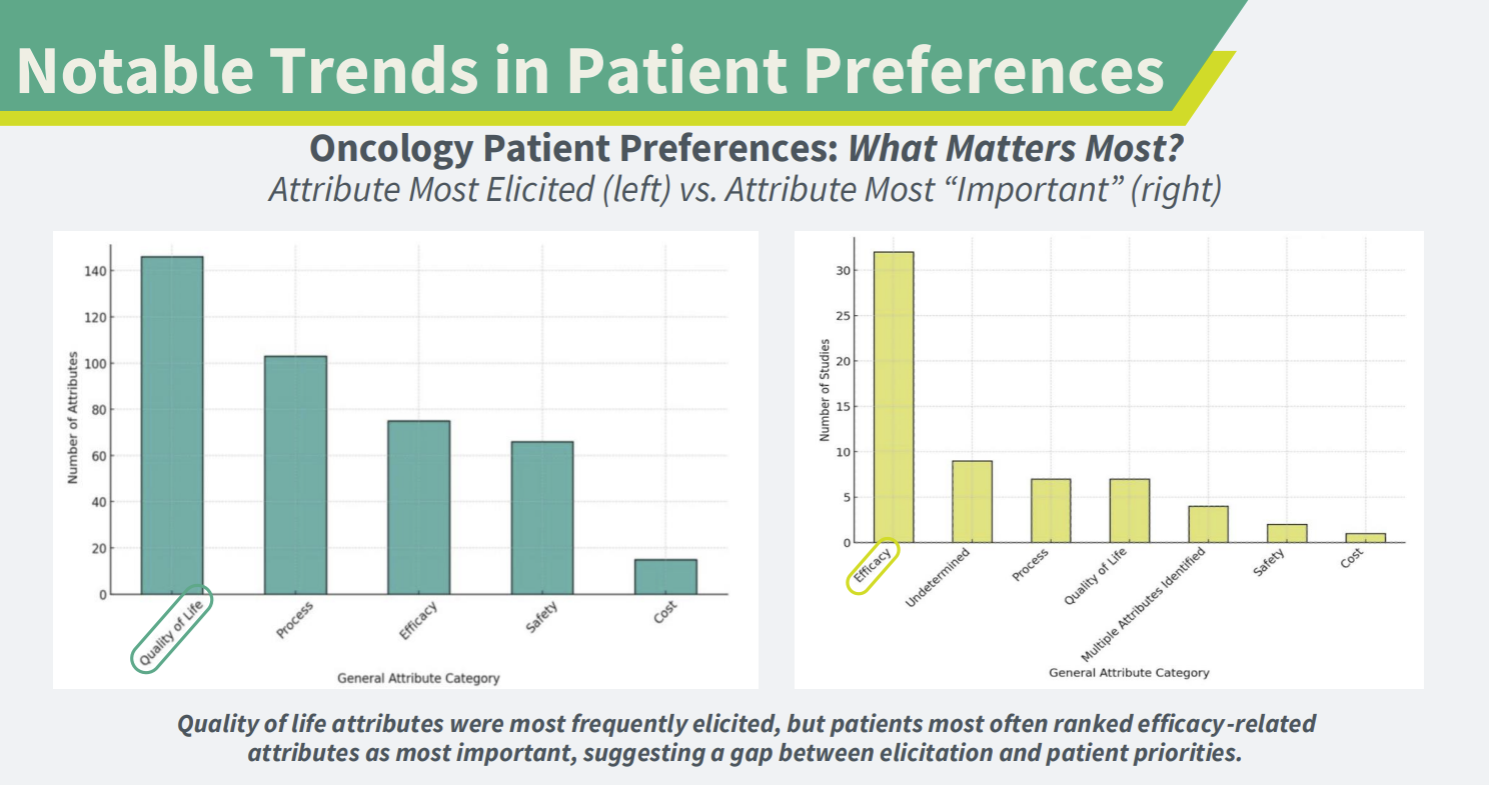 Notable Trends in Patient Preferences
Oncology Patient Preferences: What Matters Most?
Attribute Most Elicited (left) vs. Attribute Most “Important” (right)
Number of Attributes
140
120
100
80
60
40
20
0
Quality of Life
Process
Efficacy
Safety
Cost
General Attribute Category
Number of Studies
30
25
20
15
10
5
0
Efficacy
Undetermined
Process
Quality of Life
Multiple Attributes Identified
Safety
Cost
General Attribute Category
Quality of life attributes were most frequently elicited, but patients most often ranked efficacy-related
attributes as most important, suggesting a gap between elicitation and patient priorities.